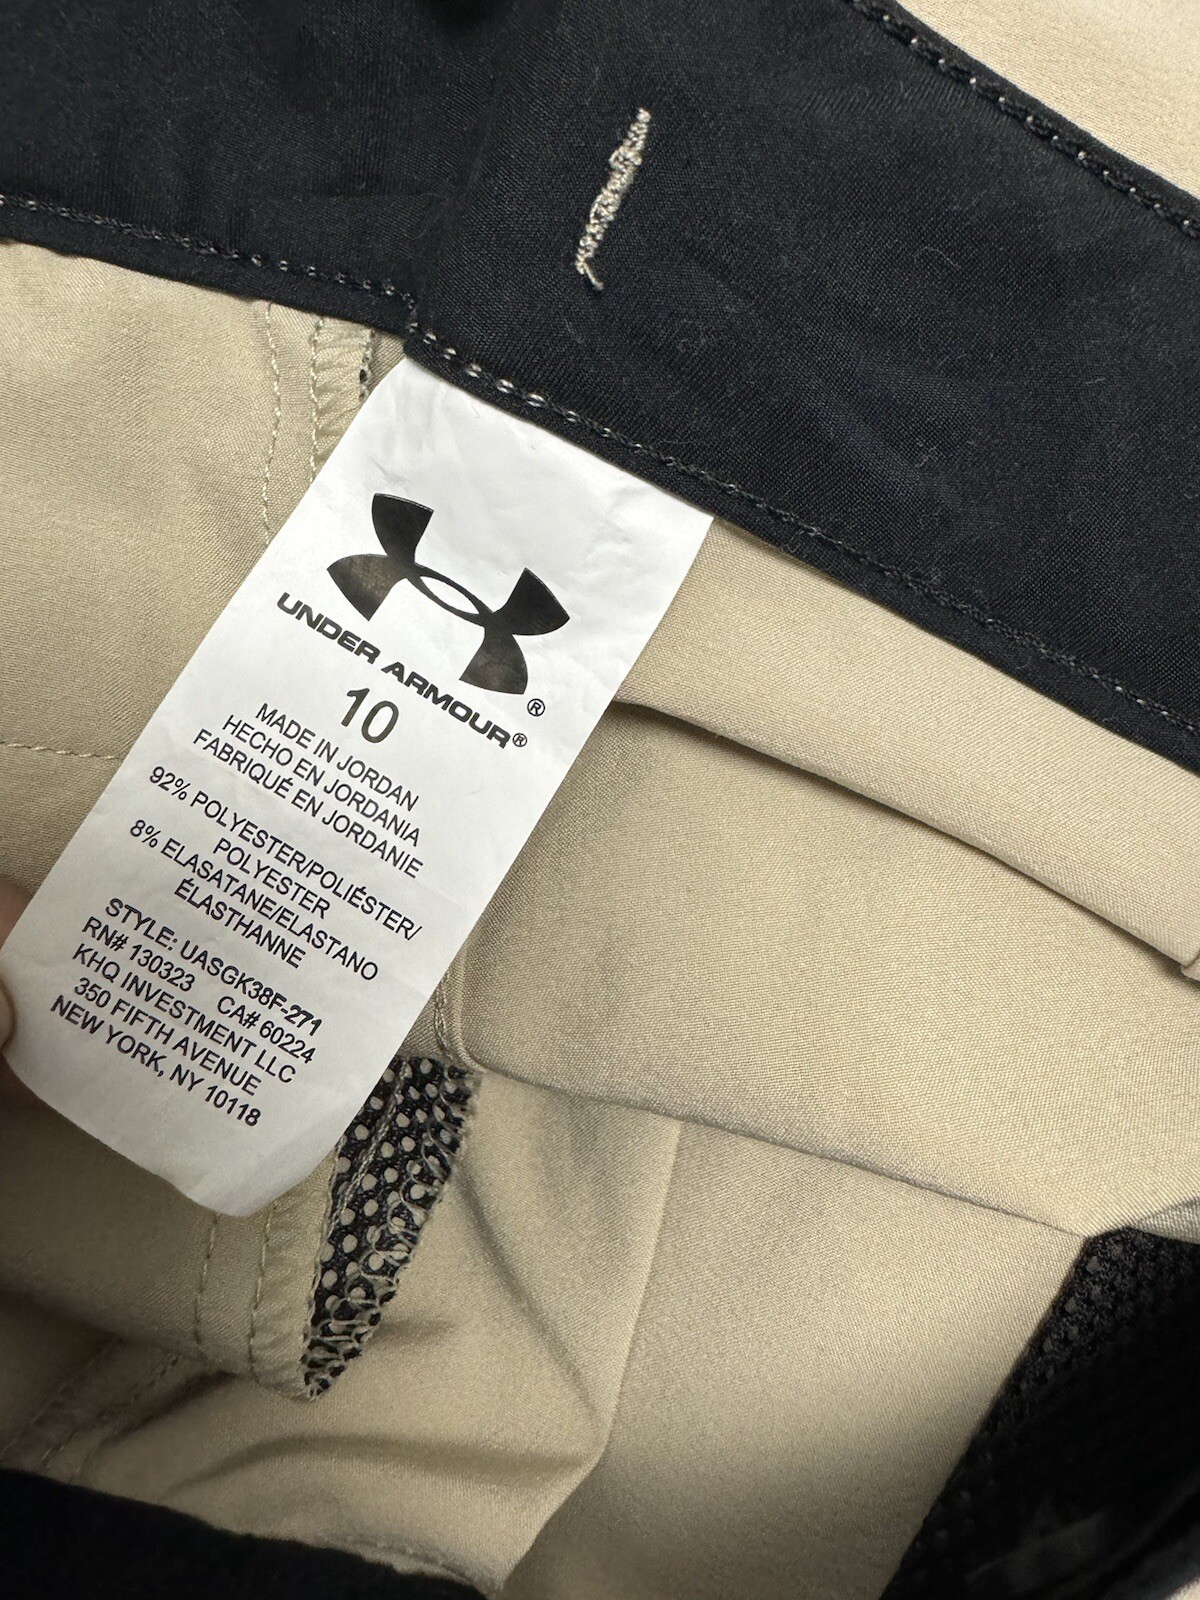 UNDER ARMOUR®
®
10
MADE IN JORDAN
HECHO EN JORDANIA
FABRIQUÉ EN JORDANIE
92% POLYESTER/POLIÉSTER/
POLYESTER
8% ELASATANE/ELASTANO
ÉLASTHANNE
STYLE: UASGK38F-271
RN# 130323 CA# 60224
KHQ INVESTMENT LLC
350 FIFTH AVENUE
NEW YORK, NY 10118